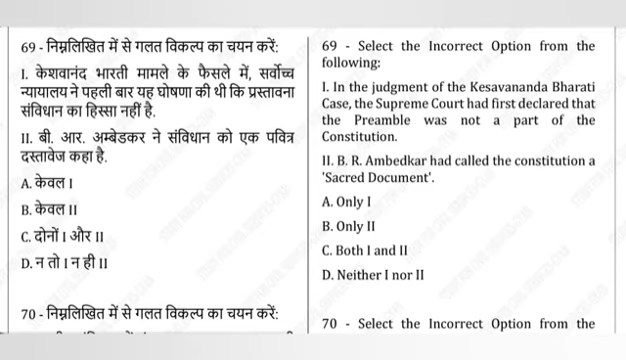 69 - निम्नलिखित में से गलत विकल्प का चयन करें:
I. केशवानंद भारती मामले के फैसले में, सर्वोच्च
न्यायालय ने पहली बार यह घोषणा की थी कि प्रस्तावना
संविधान का हिस्सा नहीं है.
II. बी. आर. अम्बेडकर ने संविधान को एक पवित्र
दस्तावेज कहा है.
A. केवल I
B. केवल II
C. दोनों I और II
D. न तो I न ही II
70 - निम्नलिखित में से गलत विकल्प का चयन करें:
69 - Select the Incorrect Option from the
following:
I. In the judgment of the Kesavananda Bharati
Case, the Supreme Court had first declared that
the Preamble was not a part of the
Constitution.
II. B. R. Ambedkar had called the constitution a
'Sacred Document'.
A. Only I
B. Only II
C. Both I and II
D. Neither I nor II
70 - Select the Incorrect Option from the